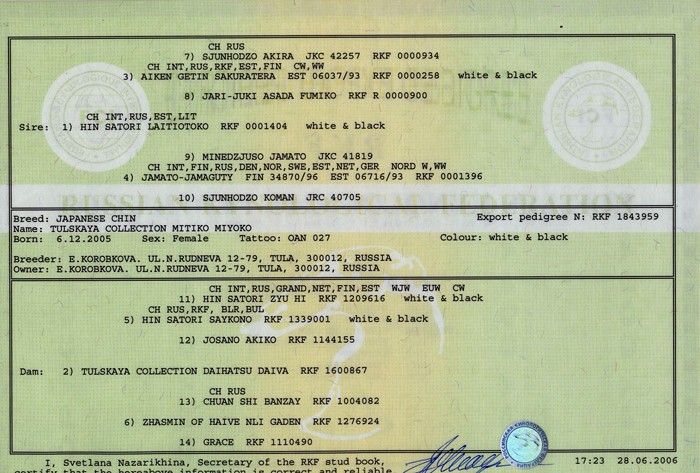 CH RUS
7) SJUNHODZO AKIRA JKC 42257 RKF 0000934
CH INT,RUS,RKF,EST,FIN CW,WW
3) AIKEN GETIN SAKURATERA EST 06037/93 RKF 0000258 white & black
8) JARI-JUKI ASADA FUMIKO RKF R 0000900
CH INT,RUS,EST,LIT
Sire: 1) HIN SATORI LAITIOTOKO RKF 0001404 white & black
9) MINEDZJUSO JAMATO JKC 41819
CH INT,FIN,RUS,DEN,NOR,SWE,EST,NET,GER NORD W,WW
4) JAMATO-JAMAGUTY FIN 34870/96 EST 06716/93 RKF 0001396
10) SJUNHODZO KOMAN JRC 40705
RUSSIAN KYNOLOGICAL FEDERATION
Breed: JAPANESE CHIN Export pedigree N: RKF 1843959
Name: TULSKAYA COLLECTION MITIKO MIYOKO
Born: 6.12.2005 Sex: Female Tattoo: OAN 027 Colour: white & black
Breeder: E.KOROBKOVA. UL.N.RUDNEVA 12-79, TULA, 300012, RUSSIA
Owner: E.KOROBKOVA. UL.N.RUDNEVA 12-79, TULA, 300012, RUSSIA
CH INT,RUS,GRAND,NET,FIN,EST WJW EUW CW
11) HIN SATORI ZYU HI RKF 1209616 white & black
CH RUS,RKF, BLR,BUL
5) HIN SATORI SAYKONO RKF 1339001 white & black
12) JOSANO AKIKO RKF 1144155
Dam: 2) TULSKAYA COLLECTION DAIHATSU DAIVA RKF 1600867
CH RUS
13) CHUAN SHI BANZAY RKF 1004082
6) ZHASMIN OF HAIVE NLI GADEN RKF 1276924
14) GRACE RKF 1110490
I, Svetlana Nazarikhina, Secretary of the RKF stud book, 17:23 28.06.2006
certify that the hereabove information is correct and reliable